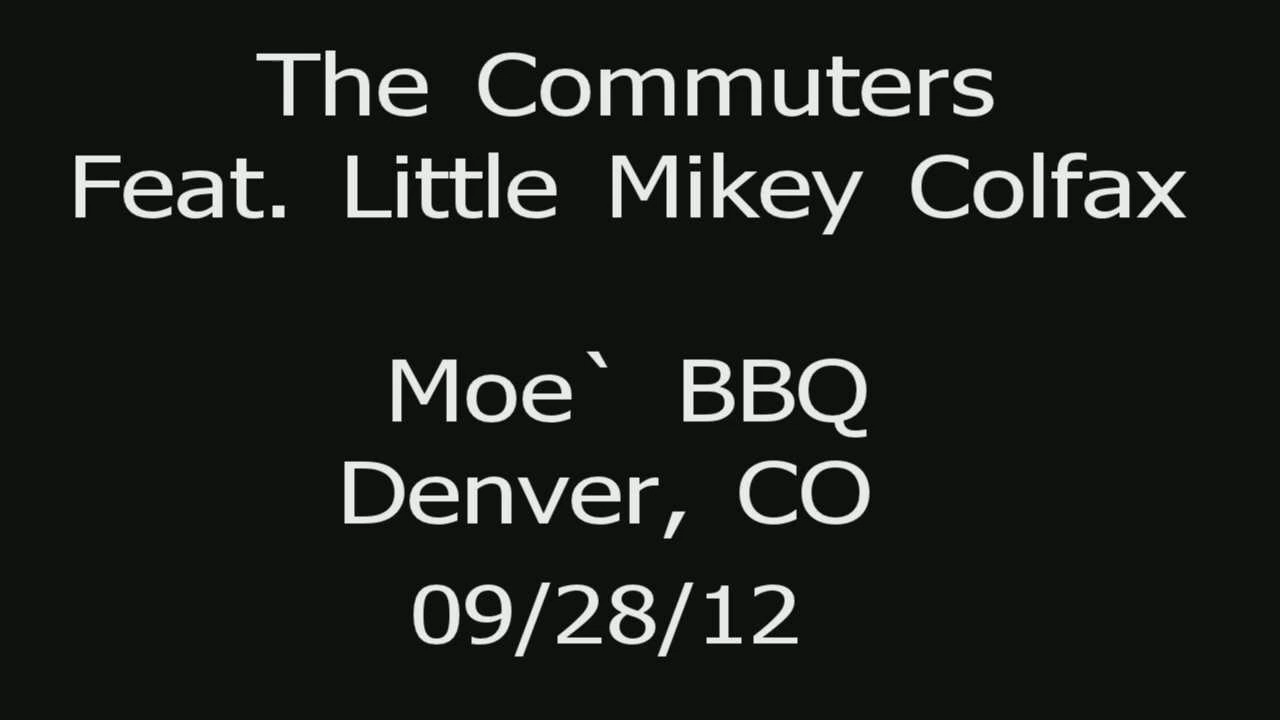 The Commuters
Feat. Little Mikey Colfax
Moe` BBQ
Denver, CO
09/28/12